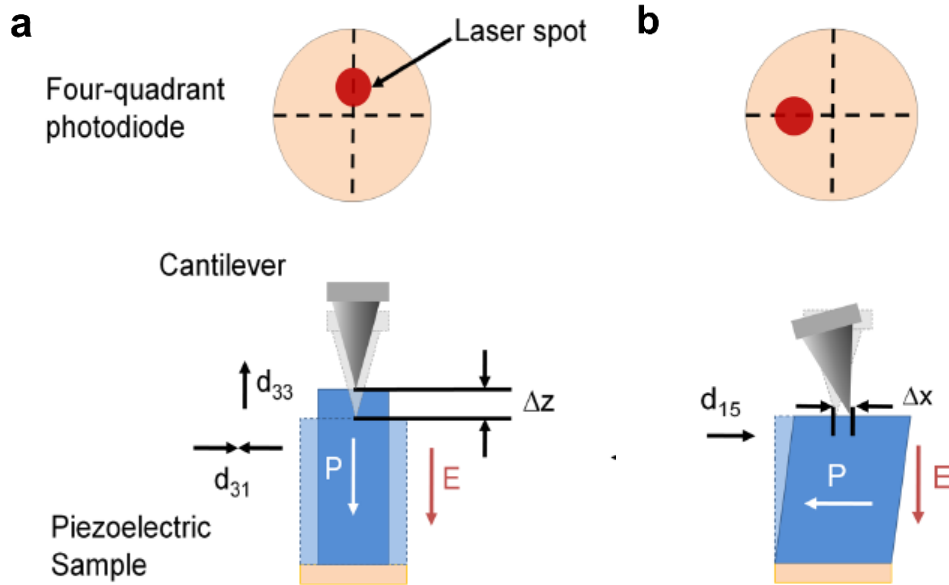 a
b
Laser spot
Four-quadrant
photodiode
Cantilever
d33
Δz
d31
P
E
Piezoelectric
Sample
d15
Δx
P
E